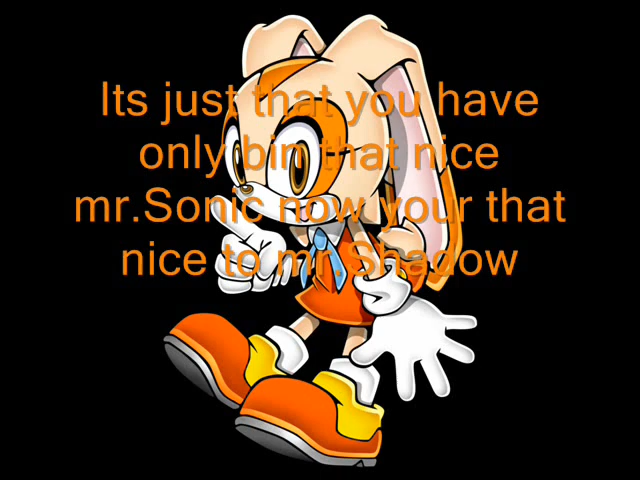 Its just that you have
only bin that nice
mr.Sonic now your that
nice to mr.Shadow